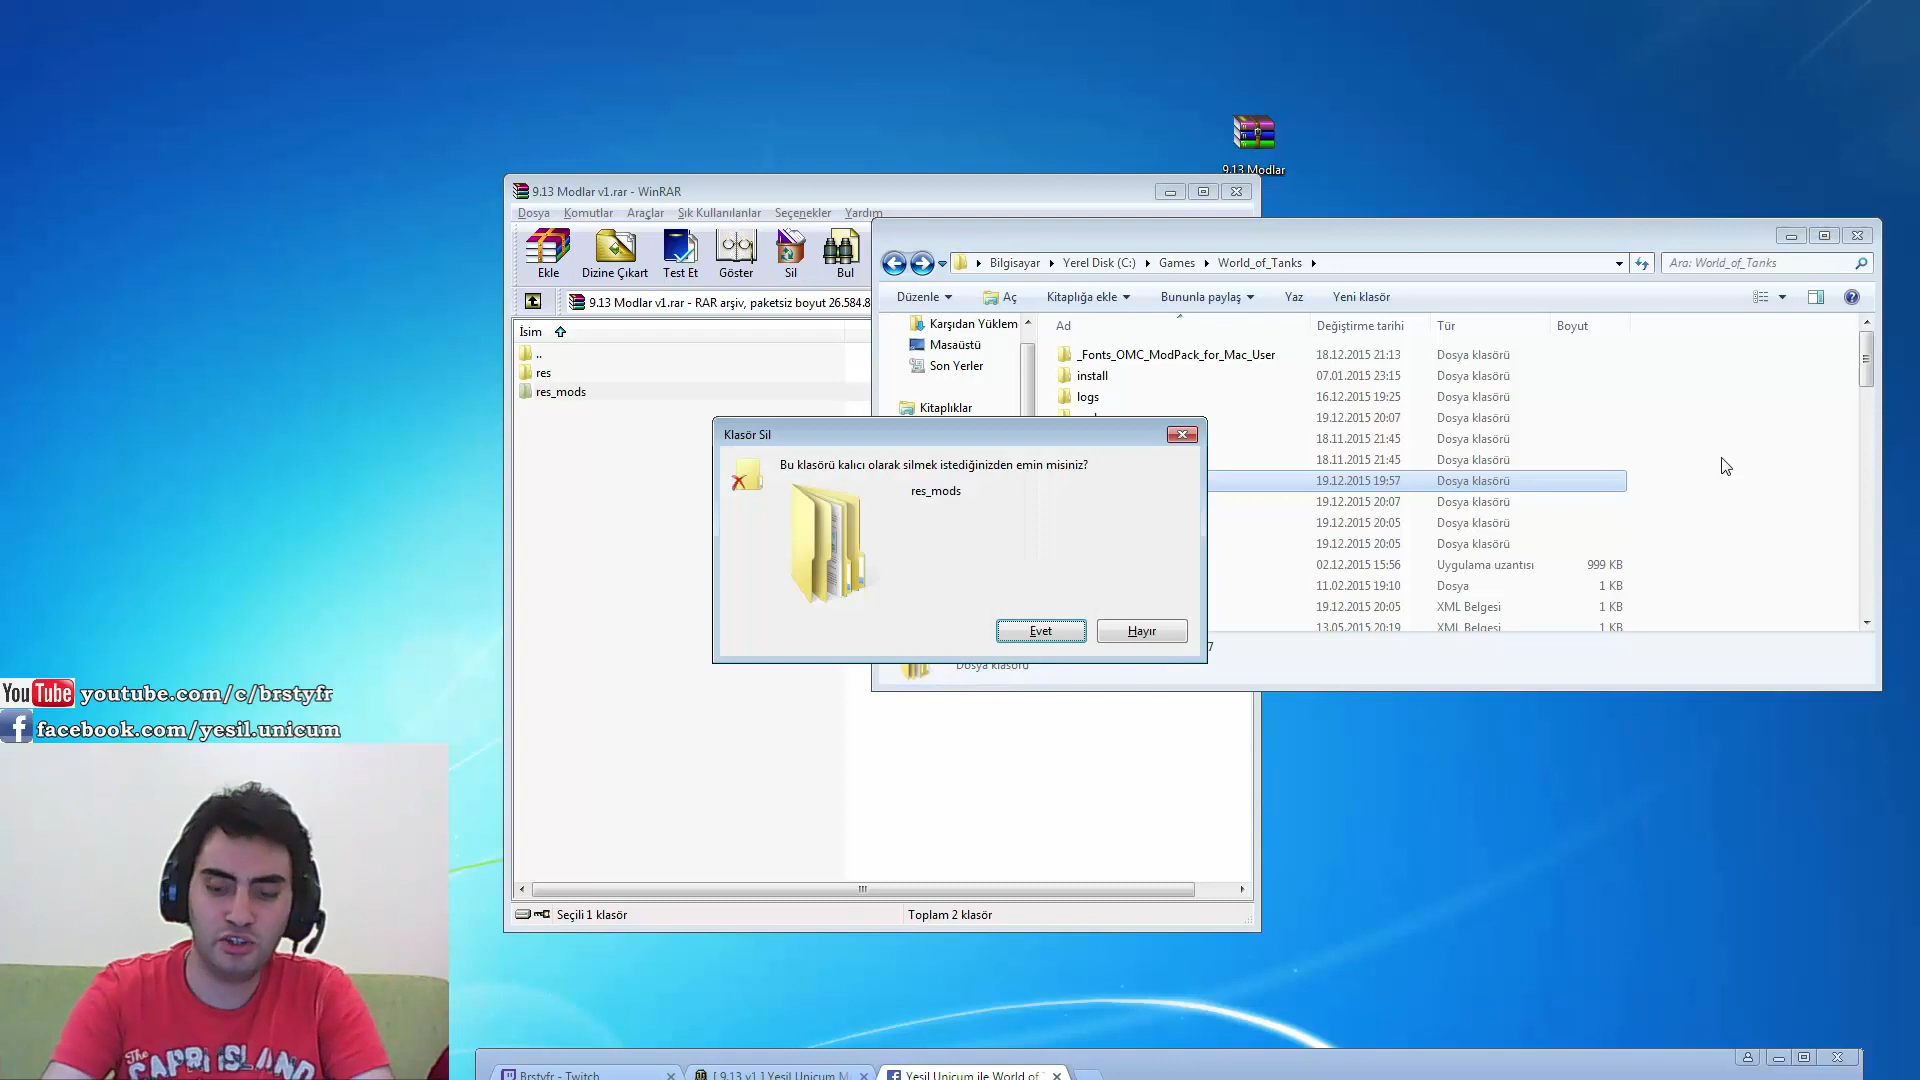 9.13 Modlar
9.13 Modlar v1.rar - WinRAR
Dosya Komutlar Araçlar Sık Kullanılanlar Seçenekler Yardım
Ekle Dizine Çıkart Test Et Göster Sil Bul
9.13 Modlar v1.rar - RAR arşiv, paketsiz boyut 26.584.8
İsim
..
res
res_mods
Seçili 1 klasör Toplam 2 klasör
Bilgisayar Yerel Disk (C:) Games World_of_Tanks
Ara: World_of_Tanks
Düzenle Aç Kitaplığa ekle Bununla paylaş Yaz Yeni klasör
Karşıdan Yüklem
Masaüstü
Son Yerler
Kitaplıklar
Ad Değiştirme tarihi Tür Boyut
_Fonts_OMC_ModPack_for_Mac_User 18.12.2015 21:13 Dosya klasörü
install 07.01.2015 23:15 Dosya klasörü
logs 16.12.2015 19:25 Dosya klasörü
19.12.2015 20:07 Dosya klasörü
18.11.2015 21:45 Dosya klasörü
18.11.2015 21:45 Dosya klasörü
19.12.2015 19:57 Dosya klasörü
19.12.2015 20:07 Dosya klasörü
19.12.2015 20:05 Dosya klasörü
19.12.2015 20:05 Dosya klasörü
02.12.2015 15:56 Uygulama uzantısı 999 KB
11.02.2015 19:10 Dosya 1 KB
19.12.2015 20:05 XML Belgesi 1 KB
13.05.2015 20:19 XML Belgesi 1 KB
7
Dosya klasörü
Klasör Sil
Bu klasörü kalıcı olarak silmek istediğinizden emin misiniz?
res_mods
Evet Hayır
YouTube youtube.com/c/brstyfr
f facebook.com/yesil.unicum
The
CAPRI ISLAND
Brstyfr - Twitch
[ 9.13 v1 ] Yeşil Unicum M
Yeşil Unicum ile World of